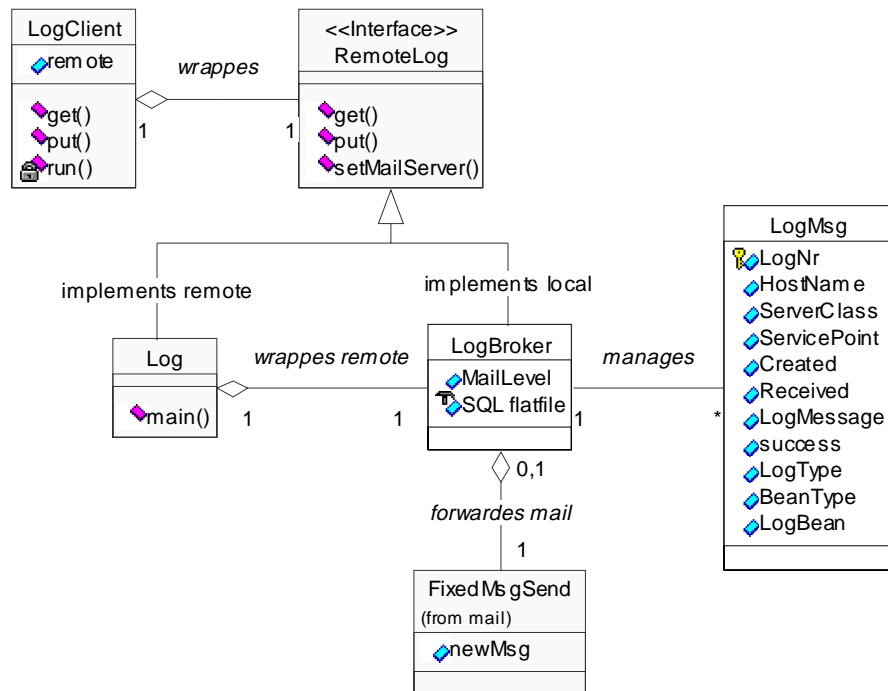 LogClient
remote
get()
put()
run()
wrappes
1
1
<<Interface>>
RemoteLog
get()
put()
setMailServer()
implements remote
implements local
Log
main()
wrappes remote
1
1
LogBroker
MailLevel
SQL flatfile
manages
1
*
LogMsg
LogNr
HostName
ServerClass
ServicePoint
Created
Received
LogMessage
success
LogType
BeanType
LogBean
0,1
forwardes mail
1
FixedMsgSend
(from mail)
newMsg